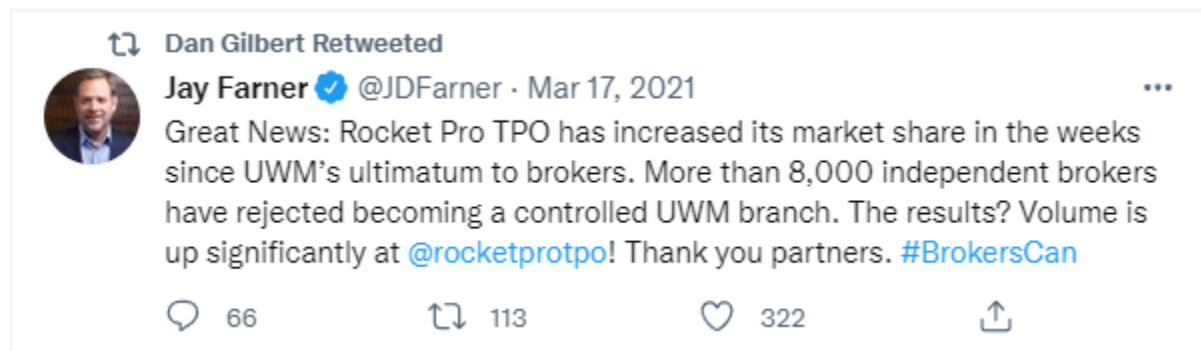 Dan Gilbert Retweeted
Jay Farner @JDFarner · Mar 17, 2021
Great News: Rocket Pro TPO has increased its market share in the weeks
since UWM's ultimatum to brokers. More than 8,000 independent brokers
have rejected becoming a controlled UWM branch. The results? Volume is
up significantly at @rocketprotpo! Thank you partners. #BrokersCan
66 113 322